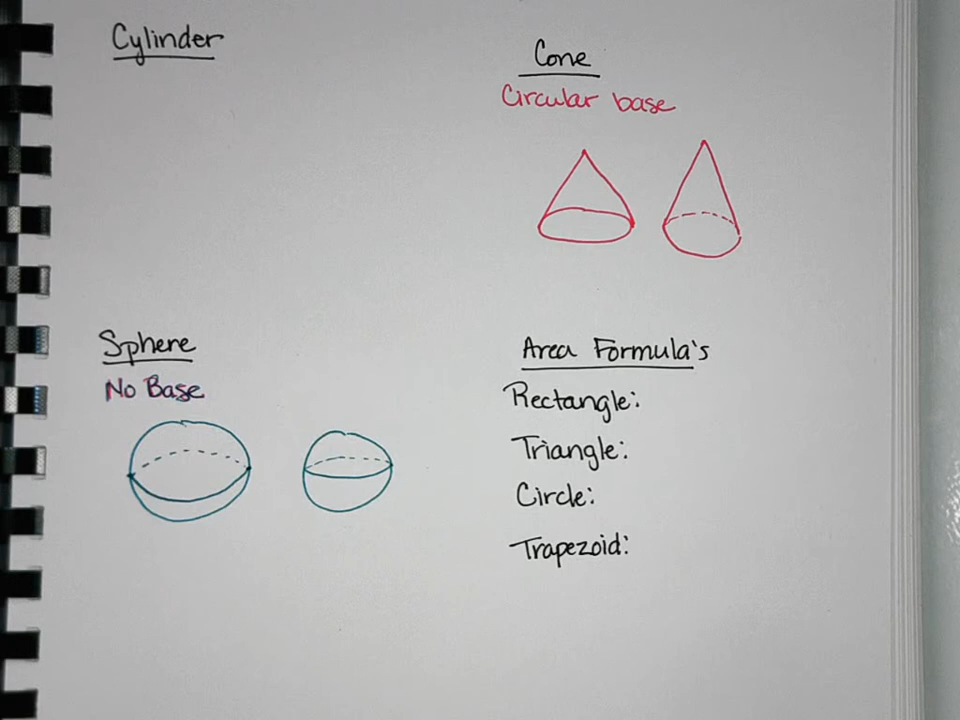 Cylinder
Cone
Circular base
Sphere
No Base
Area Formula's
Rectangle:
Triangle:
Circle:
Trapezoid: